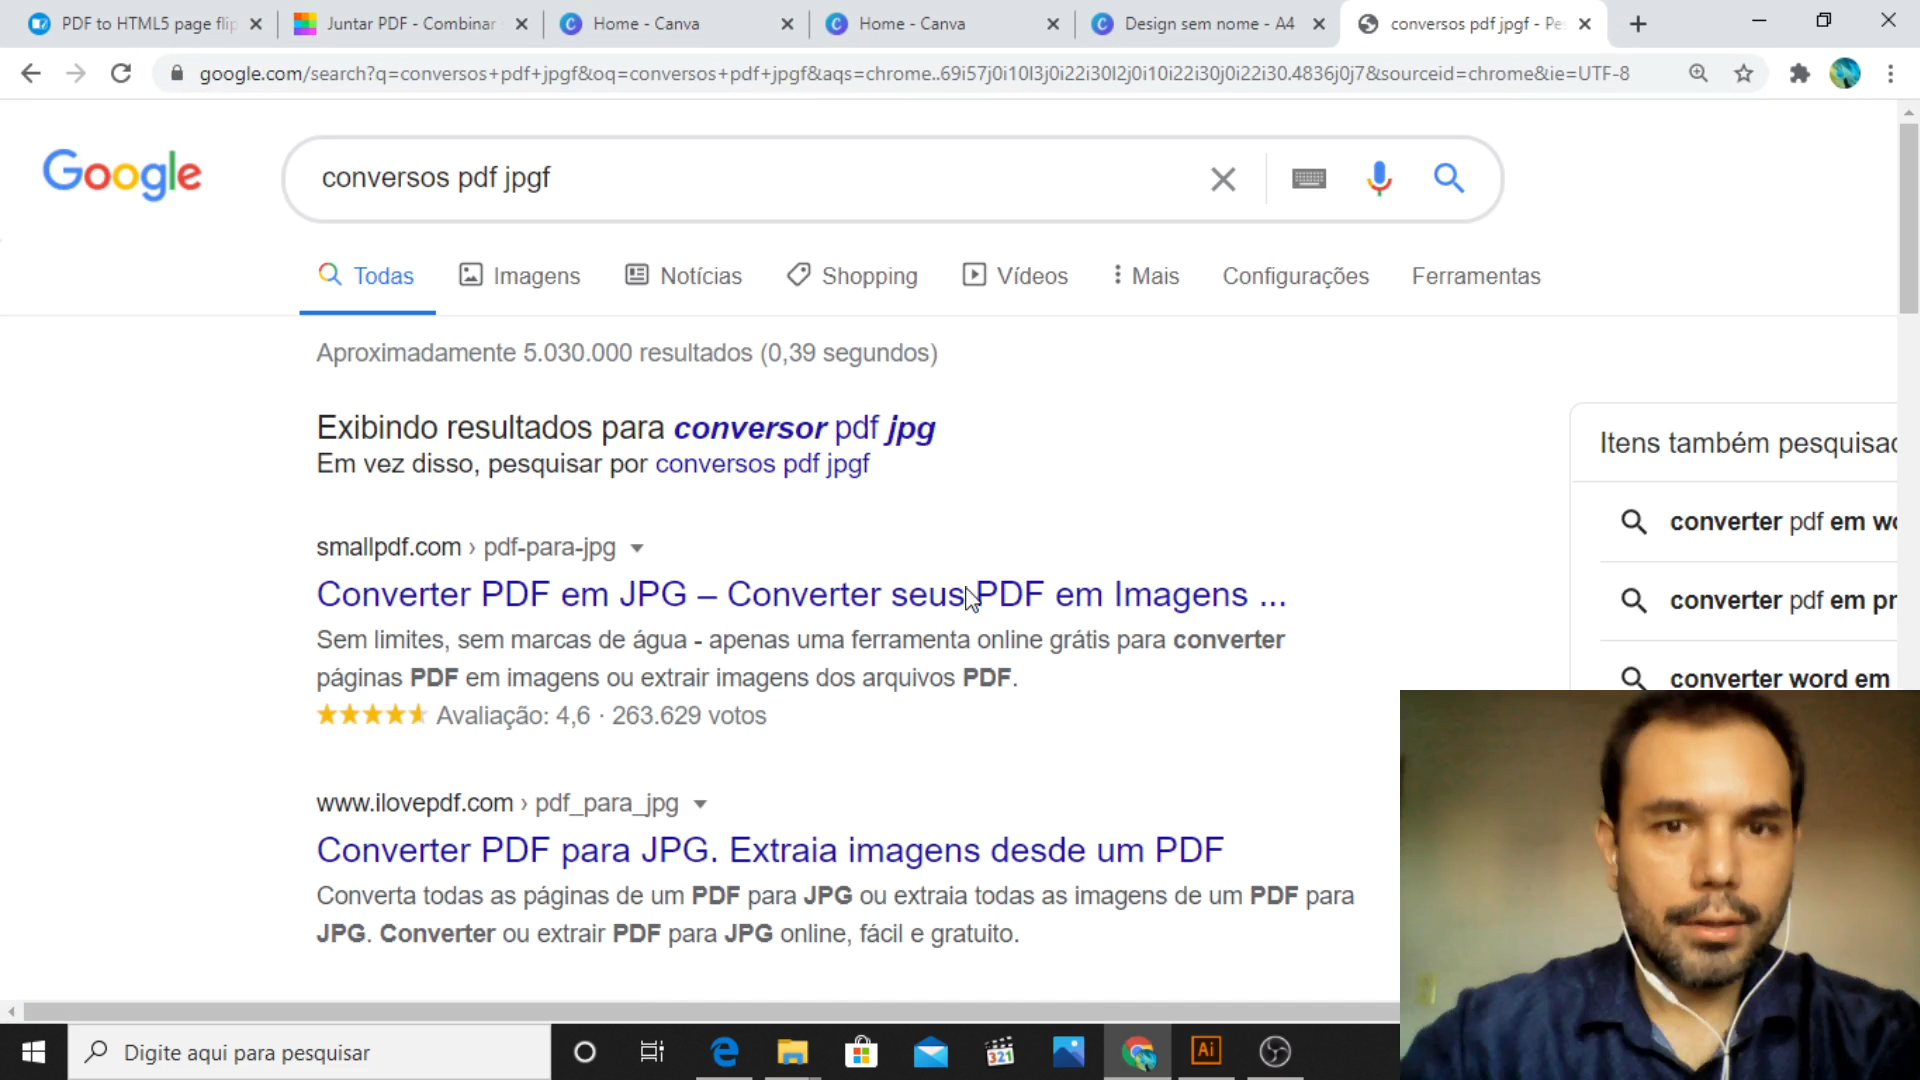 PDF to HTML5 page flip
Juntar PDF - Combinar
Home - Canva
Home - Canva
Design sem nome - A4
conversos pdf jpgf - Pe
google.com/search?q=conversos+pdf+jpgf&oq=conversos+pdf+jpgf&aqs=chrome..69i57j0i10l3j0i22i30l2j0i10i22i30j0i22i30.4836j0j7&sourceid=chrome&ie=UTF-8
Google
conversos pdf jpgf
Todas
Imagens
Notícias
Shopping
Vídeos
Mais
Configurações
Ferramentas
Aproximadamente 5.030.000 resultados (0,39 segundos)
Exibindo resultados para conversor pdf jpg
Em vez disso, pesquisar por conversos pdf jpgf
smallpdf.com › pdf-para-jpg
Converter PDF em JPG – Converter seus PDF em Imagens ...
Sem limites, sem marcas de água - apenas uma ferramenta online grátis para converter
páginas PDF em imagens ou extrair imagens dos arquivos PDF.
Avaliação: 4,6 · 263.629 votos
www.ilovepdf.com › pdf_para_jpg
Converter PDF para JPG. Extraia imagens desde um PDF
Converta todas as páginas de um PDF para JPG ou extraia todas as imagens de um PDF para
JPG. Converter ou extrair PDF para JPG online, fácil e gratuito.
Itens também pesquisac
converter pdf em wo
converter pdf em pr
converter word em
Digite aqui para pesquisar
321
Ai